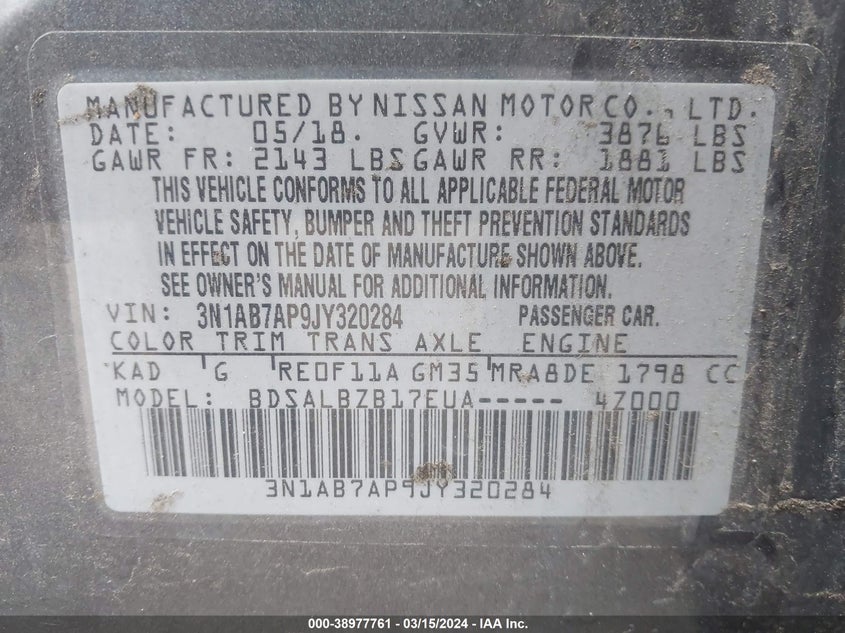 MANUFACTURED BY NISSAN MOTOR CO., LTD.
DATE: 05/18. GVWR: 3876 LBS
GAWR FR: 2143 LBS GAWR RR: 1881 LBS
THIS VEHICLE CONFORMS TO ALL APPLICABLE FEDERAL MOTOR
VEHICLE SAFETY, BUMPER AND THEFT PREVENTION STANDARDS
IN EFFECT ON THE DATE OF MANUFACTURE SHOWN ABOVE.
SEE OWNER'S MANUAL FOR ADDITIONAL INFORMATION.
VIN: 3N1AB7AP9JY320284 PASSENGER CAR.
COLOR TRIM TRANS AXLE ENGINE
KAD G RE0F11A GM35 MRA8DE 1798 CC
MODEL: BDSALBZB17EUA----- 4Z000
3N1AB7AP9JY320284
000-38977761 - 03/15/2024 - IAA Inc.